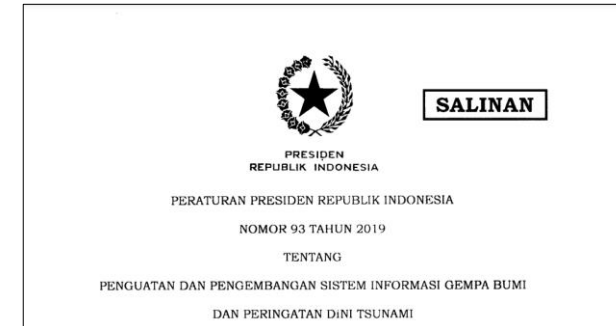 SALINAN
PRESIDEN
REPUBLIK INDONESIA
PERATURAN PRESIDEN REPUBLIK INDONESIA
NOMOR 93 TAHUN 2019
TENTANG
PENGUATAN DAN PENGEMBANGAN SISTEM INFORMASI GEMPA BUMI
DAN PERINGATAN DiNI TSUNAMI